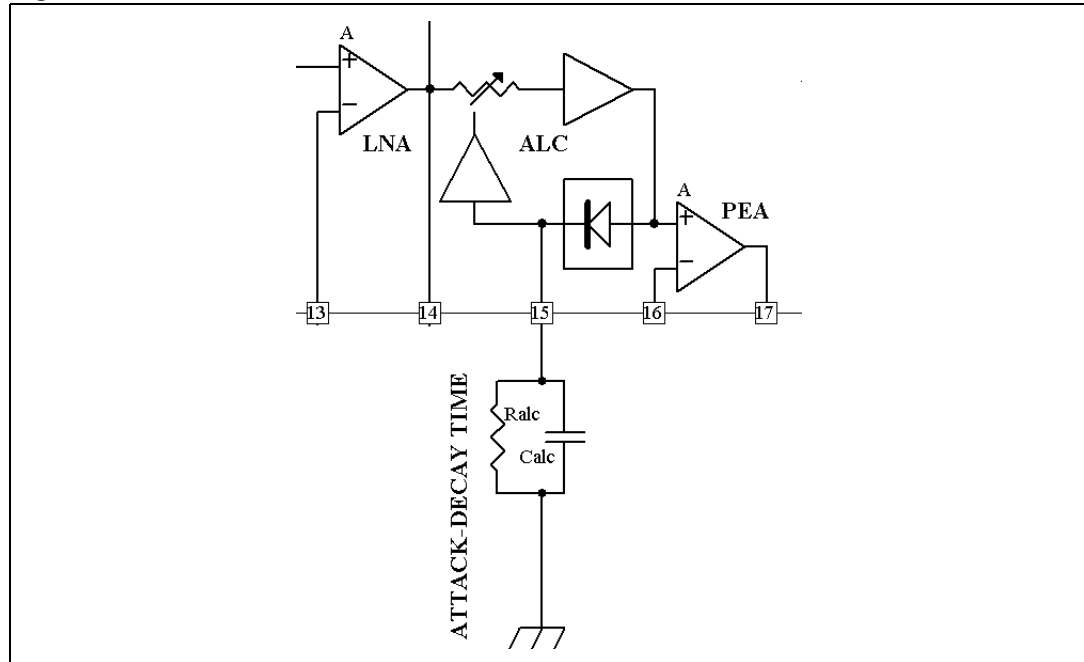 A
+
−
LNA
ALC
A
PEA
+
−
13
14
15
16
17
ATTACK-DECAY TIME
Ralc
Calc